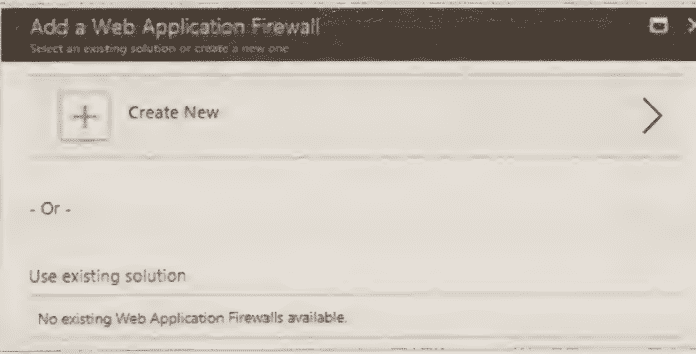 Add a Web Application Firewall
Select an existing solution or create a new one
Create New
- Or -
Use existing solution
No existing Web Application Firewalls available.